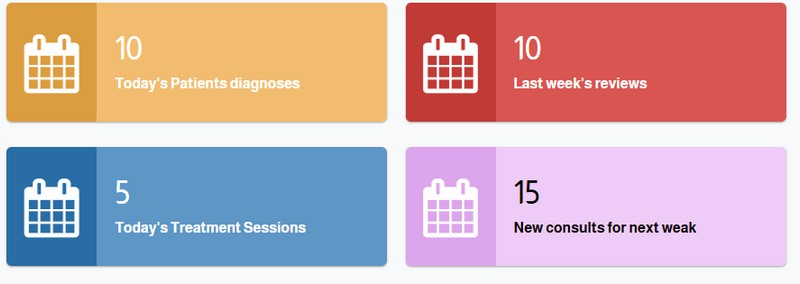 10
Today's Patients diagnoses
10
Last week's reviews
5
Today's Treatment Sessions
15
New consults for next weak